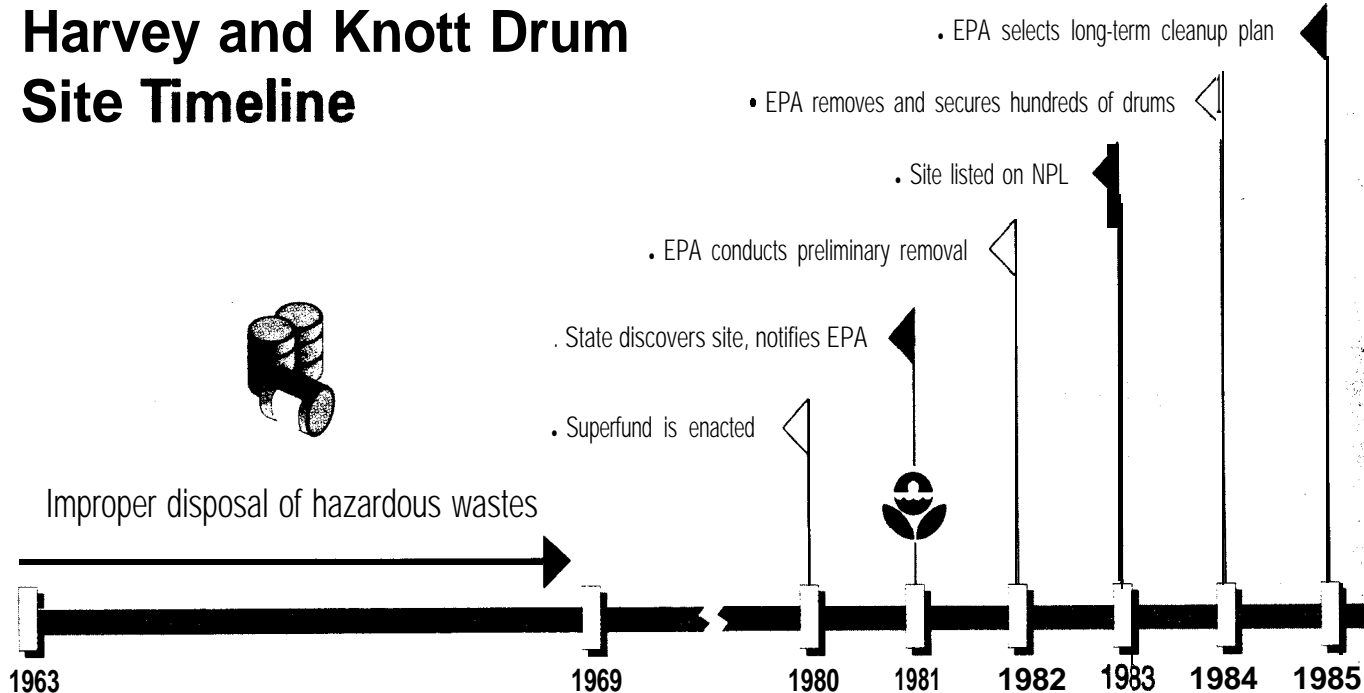 Harvey and Knott Drum
Site Timeline
• EPA selects long-term cleanup plan
• EPA removes and secures hundreds of drums
• Site listed on NPL
• EPA conducts preliminary removal
. State discovers site, notifies EPA
• Superfund is enacted
Improper disposal of hazardous wastes
1963 1969 1980 1981 1982 1983 1984 1985